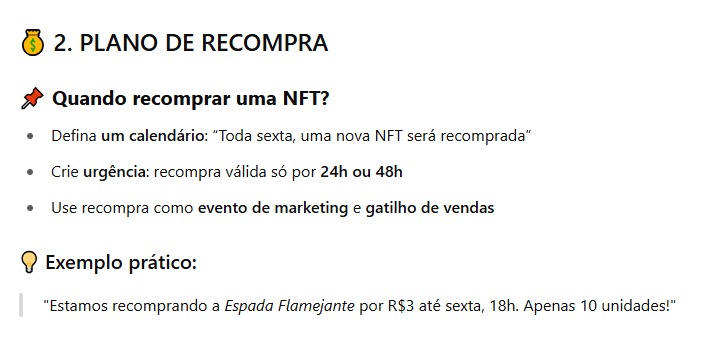 💰 2. PLANO DE RECOMPRA
📌 Quando recomprar uma NFT?
• Defina um calendário: “Toda sexta, uma nova NFT será recomprada”
• Crie urgência: recompra válida só por 24h ou 48h
• Use recompra como evento de marketing e gatilho de vendas
💡 Exemplo prático:
"Estamos recomprando a Espada Flamejante por R$3 até sexta, 18h. Apenas 10 unidades!"